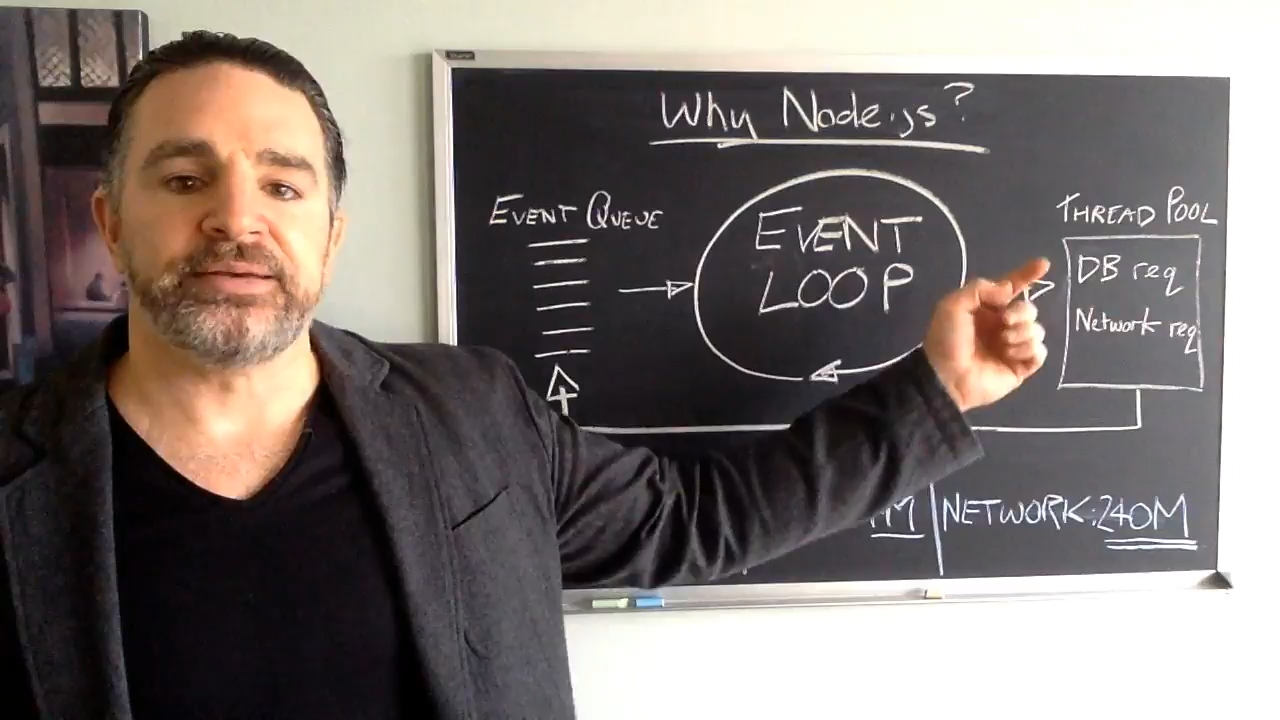 Why Node.js?
EVENT QUEUE
EVENT
LOOP
THREAD POOL
DB req
Network req
NETWORK: 240M